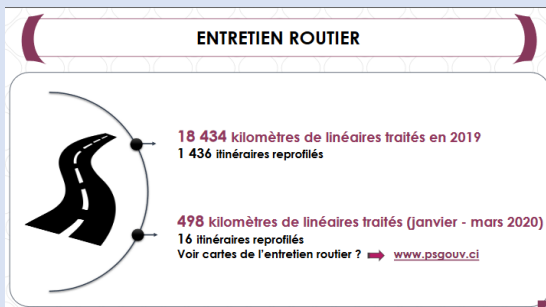 ENTRETIEN ROUTIER
18 434 kilomètres de linéaires traités en 2019
1 436 itinéraires reprofilés
498 kilomètres de linéaires traités (janvier - mars 2020)
16 itinéraires reprofilés
Voir cartes de l'entretien routier ? www.psgouv.ci